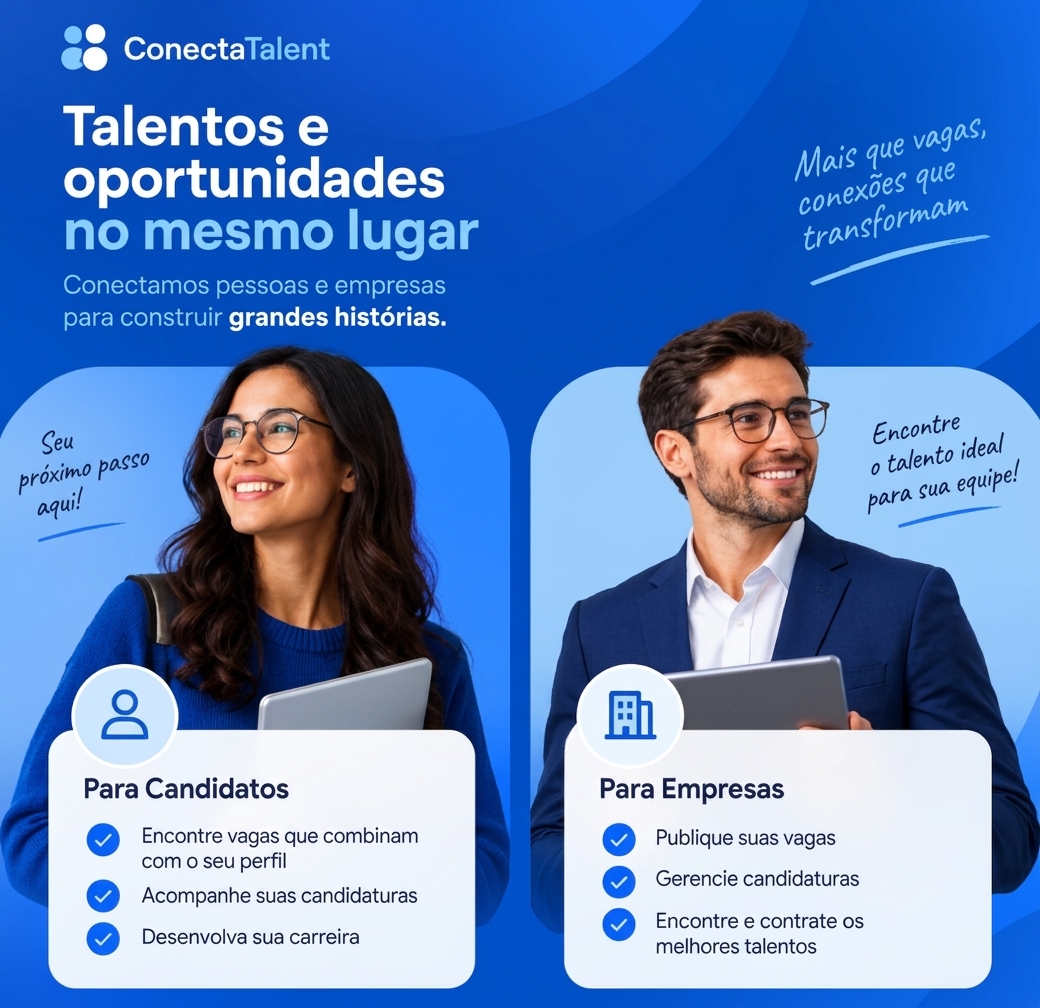 ConectaTalent
Talentos e
oportunidades
no mesmo lugar
Conectamos pessoas e empresas
para construir grandes histórias.
Mais que vagas,
conexões que
transformam
Seu
próximo passo
aqui!
Encontre
o talento ideal
para sua equipe!
Para Candidatos
Encontre vagas que combinam
com o seu perfil
Acompanhe suas candidaturas
Desenvolva sua carreira
Para Empresas
Publique suas vagas
Gerencie candidaturas
Encontre e contrate os
melhores talentos